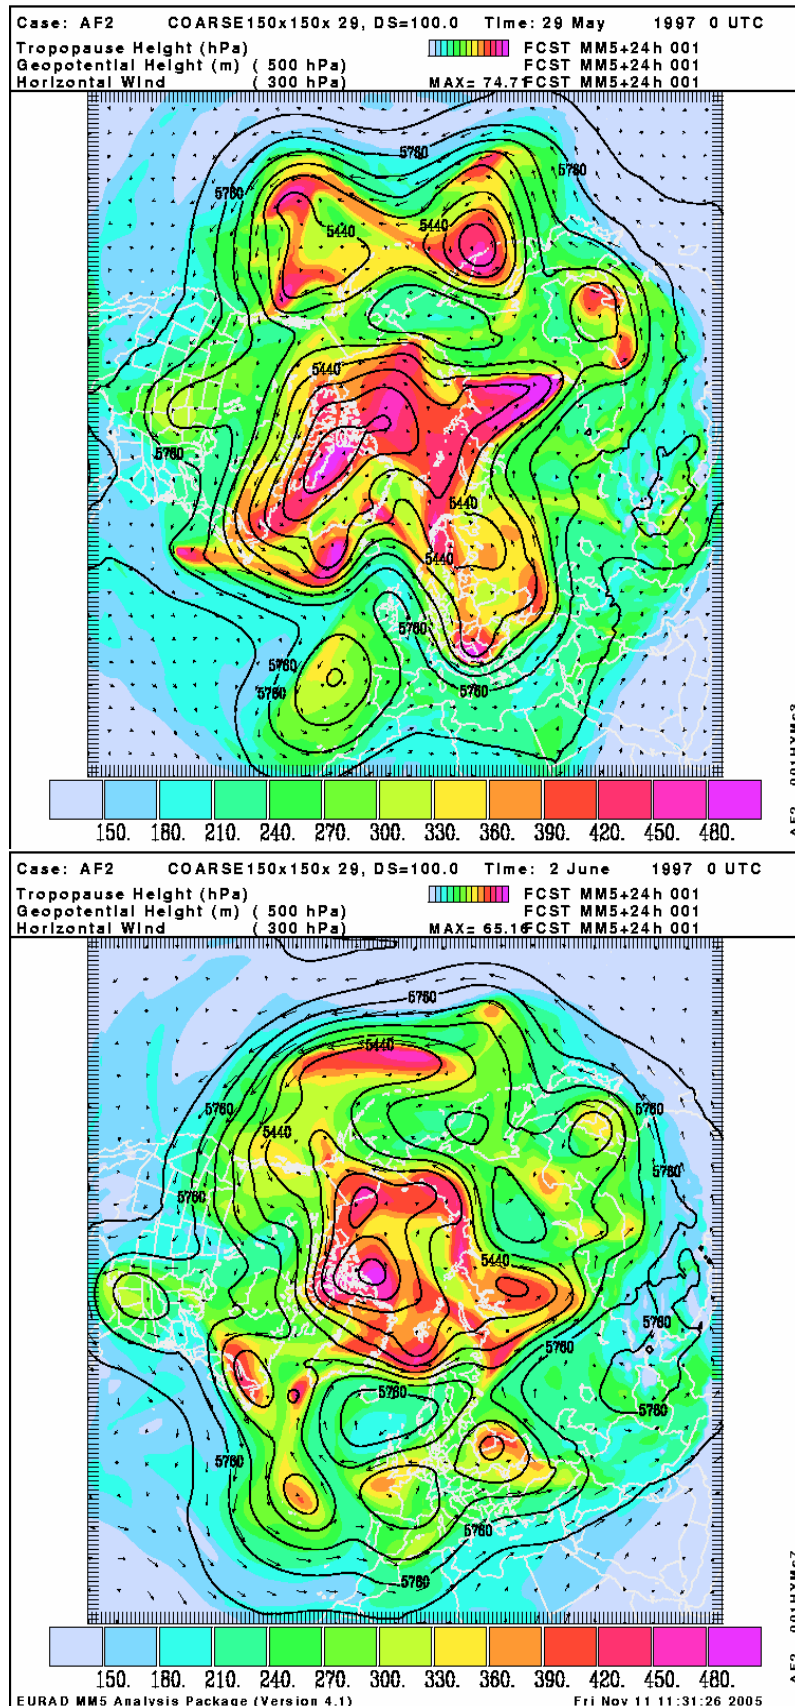 Case: AF2 COARSE150x150x 29, DS=100.0 Time: 29 May 1997 0 UTC
Tropopause Height (hPa) FCST MM5+24h 001
Geopotential Height (m) ( 500 hPa) FCST MM5+24h 001
Horizontal Wind ( 300 hPa) MAX= 74.71 FCST MM5+24h 001
5760
5760
5760
5440
5440
5440
5760
5440
5440
5760
5760
5760
5760
150. 180. 210. 240. 270. 300. 330. 360. 390. 420. 450. 480.
Case: AF2 COARSE150x150x 29, DS=100.0 Time: 2 June 1997 0 UTC
Tropopause Height (hPa) FCST MM5+24h 001
Geopotential Height (m) ( 500 hPa) FCST MM5+24h 001
Horizontal Wind ( 300 hPa) MAX= 65.16 FCST MM5+24h 001
5760
5440
5760
5760
5440
5760
5760
5440
5760
5760
5760
5760
5760
5760
5760
150. 180. 210. 240. 270. 300. 330. 360. 390. 420. 450. 480.
EURAD MM5 Analysis Package (Version 4.1) Fri Nov 11 11:31:26 2005